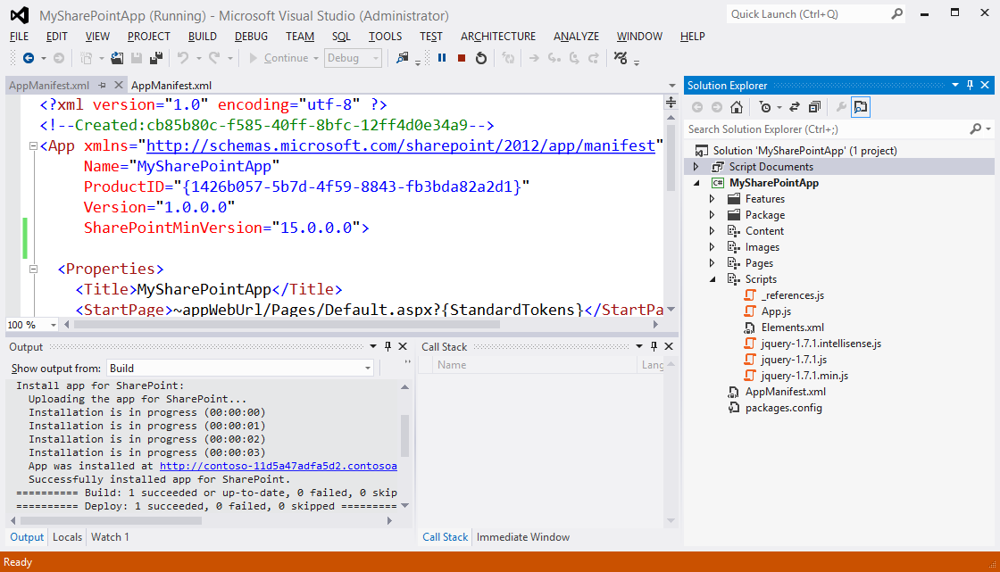 MySharePointApp (Running) - Microsoft Visual Studio (Administrator)
Quick Launch (Ctrl+Q)
FILE EDIT VIEW PROJECT BUILD DEBUG TEAM SQL TOOLS TEST ARCHITECTURE ANALYZE WINDOW HELP
Continue Debug
AppManifest.xml AppManifest.xml
<?xml version="1.0" encoding="utf-8" ?>
<!--Created:cb85b80c-f585-40ff-8bfc-12ff4d0e34a9-->
<App xmlns="http://schemas.microsoft.com/sharepoint/2012/app/manifest"
Name="MySharePointApp"
ProductID="{1426b057-5b7d-4f59-8843-fb3bda82a2d1}"
Version="1.0.0.0"
SharePointMinVersion="15.0.0.0">
<Properties>
<Title>MySharePointApp</Title>
<StartPage>~appWebUrl/Pages/Default.aspx?{StandardTokens}</StartPa
100 %
Output
Show output from: Build
Install app for SharePoint:
Uploading the app for SharePoint...
Installation is in progress (00:00:00)
Installation is in progress (00:00:01)
Installation is in progress (00:00:02)
Installation is in progress (00:00:03)
App was installed at http://contoso-11d5a47adfa5d2.contosoa
Successfully installed app for SharePoint.
========== Build: 1 succeeded or up-to-date, 0 failed, 0 skip
========== Deploy: 1 succeeded, 0 failed, 0 skipped =========
Output Locals Watch 1
Call Stack
Name Lang
Call Stack Immediate Window
Solution Explorer
Search Solution Explorer (Ctrl+;)
Solution 'MySharePointApp' (1 project)
Script Documents
C# MySharePointApp
Features
Package
Content
Images
Pages
Scripts
_references.js
App.js
Elements.xml
jquery-1.7.1.intellisense.js
jquery-1.7.1.js
jquery-1.7.1.min.js
AppManifest.xml
packages.config
Ready